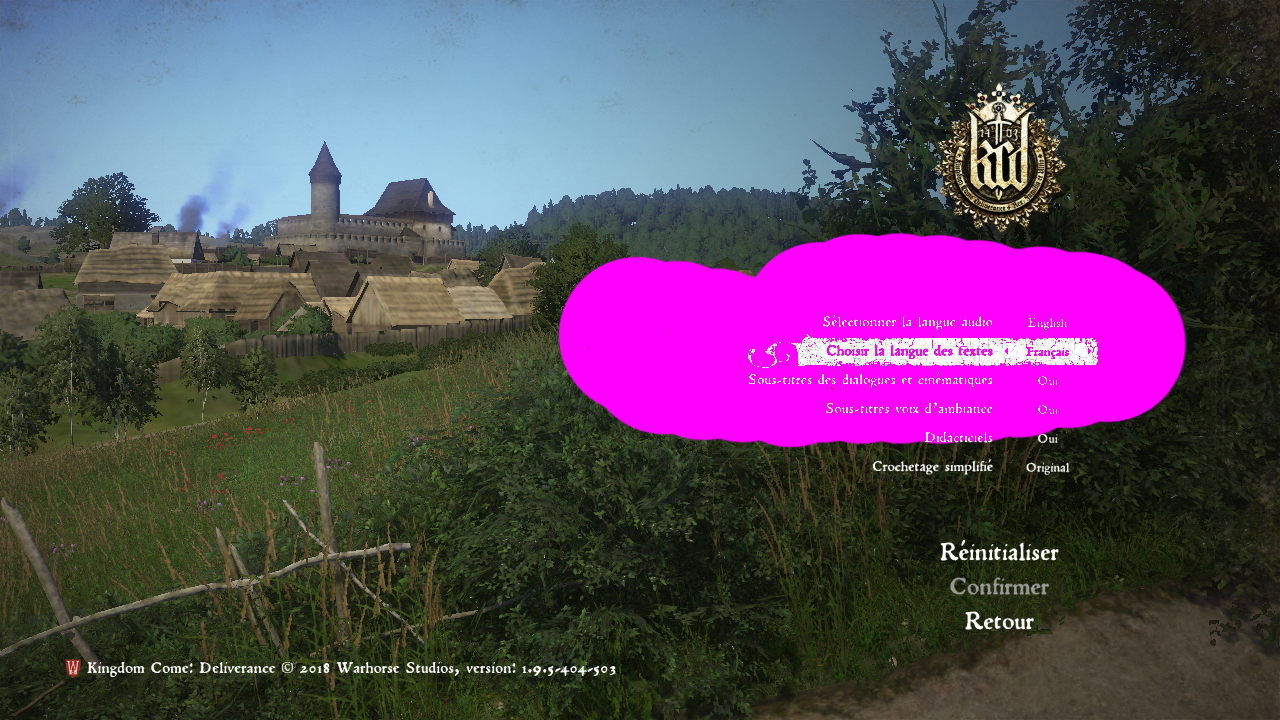 1403
kcd
Sélectionner la langue audio English
Choisir la langue des textes Français
Sous-titres des dialogues et cinématiques Oui
Sous-titres voix d'ambiance Oui
Didacticiels Oui
Crochetage simplifié Original
Réinitialiser
Confirmer
Retour
W Kingdom Come: Deliverance © 2018 Warhorse Studios, version: 1.9.5-404-503